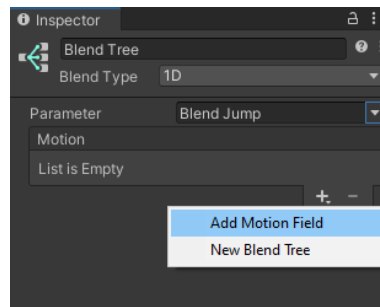 Inspector
Blend Tree
Blend Type 1D
Parameter Blend Jump
Motion
List is Empty
Add Motion Field
New Blend Tree